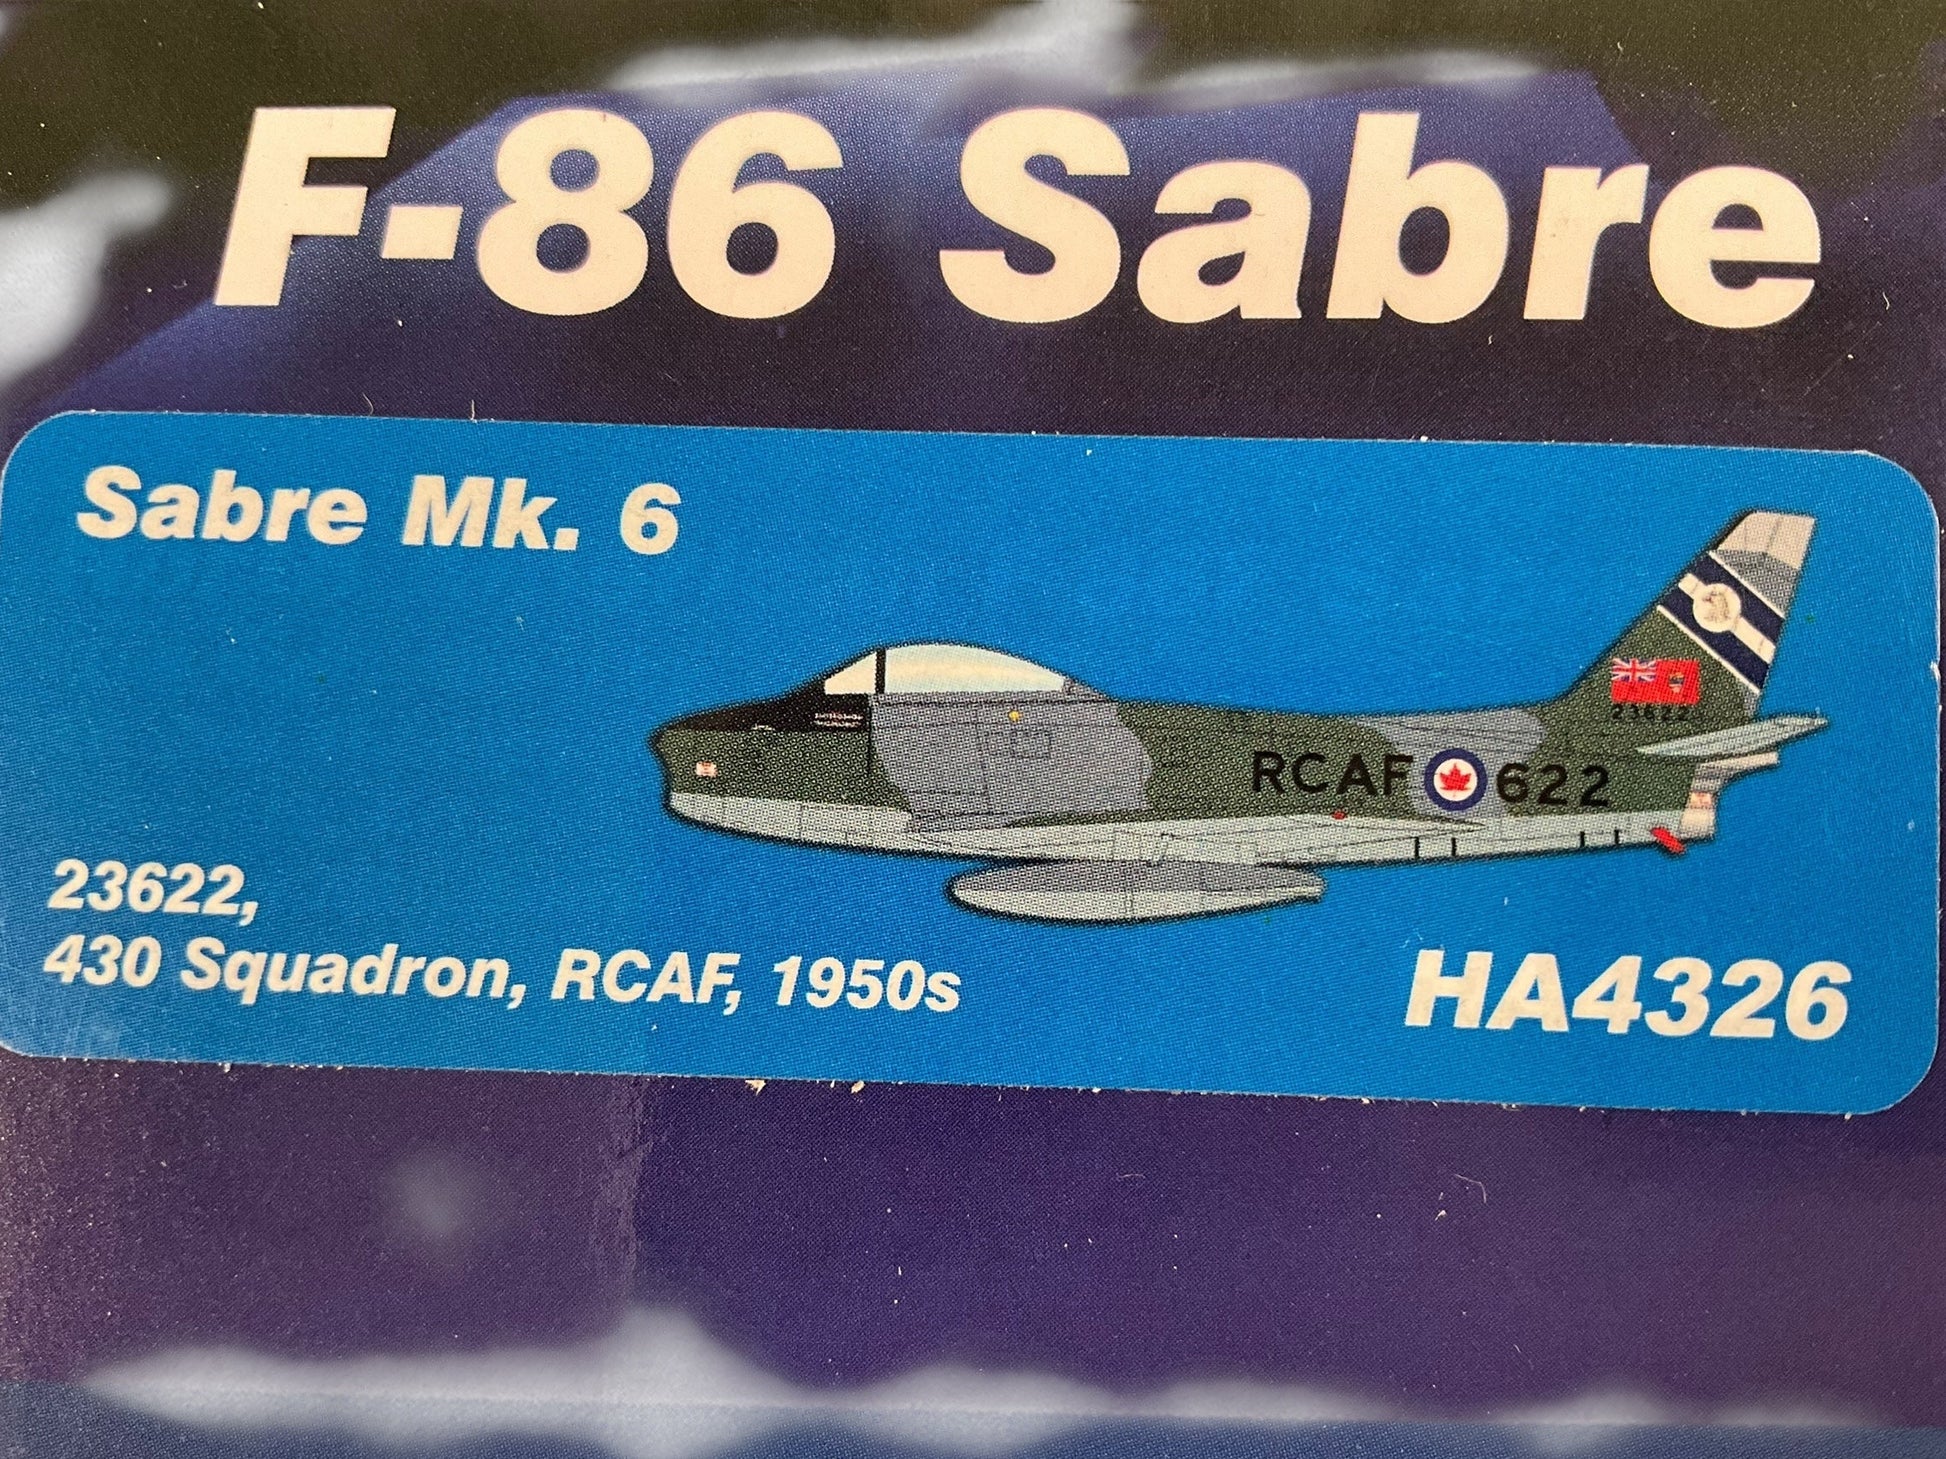 F-86 Sabre
Sabre Mk. 6
23622
RCAF 622
23622,
430 Squadron, RCAF, 1950s
HA4326